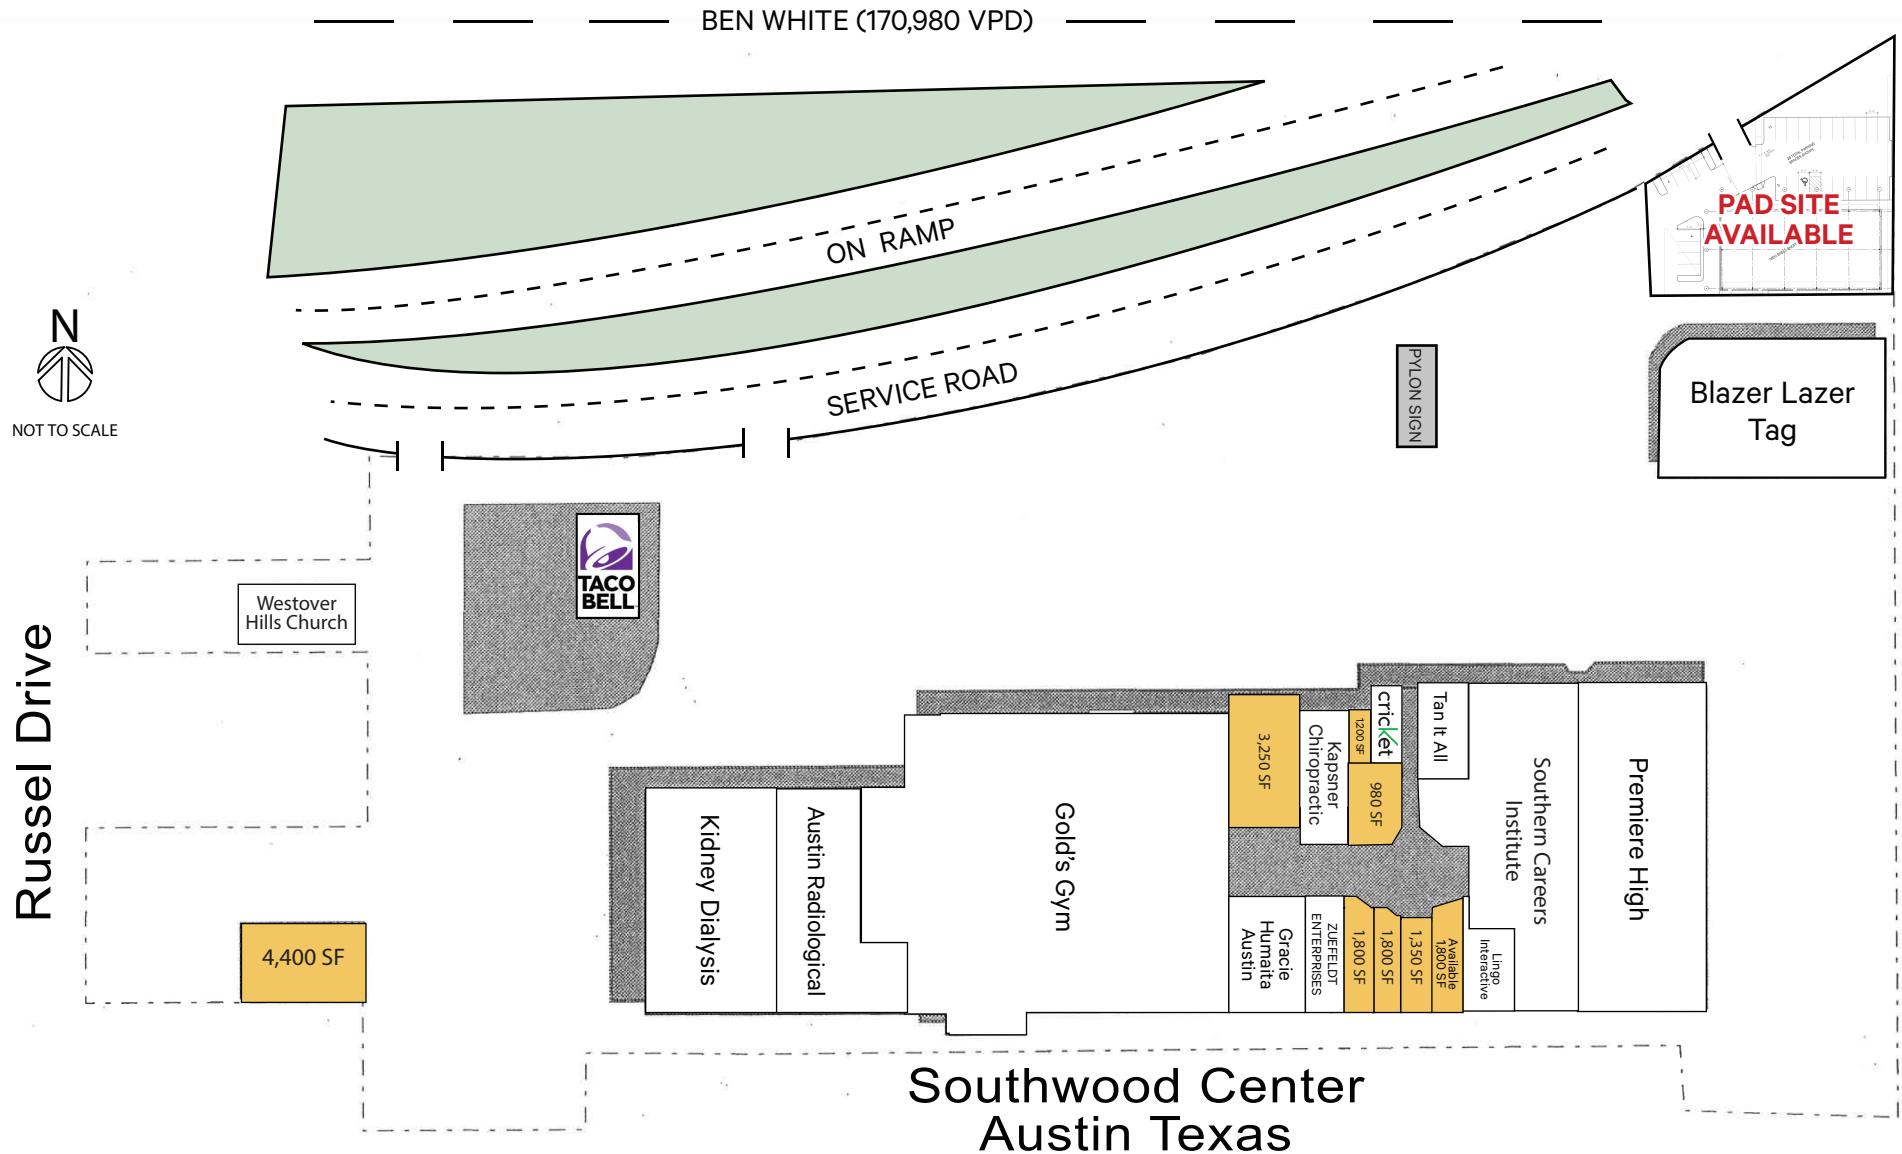 BEN WHITE (170,980 VPD)
ON RAMP
SERVICE ROAD
PAD SITE
AVAILABLE
N
NOT TO SCALE
PYLON SIGN
Blazer Lazer
Tag
TACO
BELL
Westover
Hills Church
Russel Drive
4,400 SF
Kidney Dialysis
Austin Radiological
Gold's Gym
3,250 SF
Kapsner
Chiropractic
1200 SF
cricket
980 SF
Tan It All
Southern Careers
Institute
Premiere High
Gracie
Humaita
Austin
ZUEFELDT
ENTERPRISES
1,800 SF
1,800 SF
1,350 SF
Available
1,800 SF
Lingo
Interactive
Southwood Center
Austin Texas